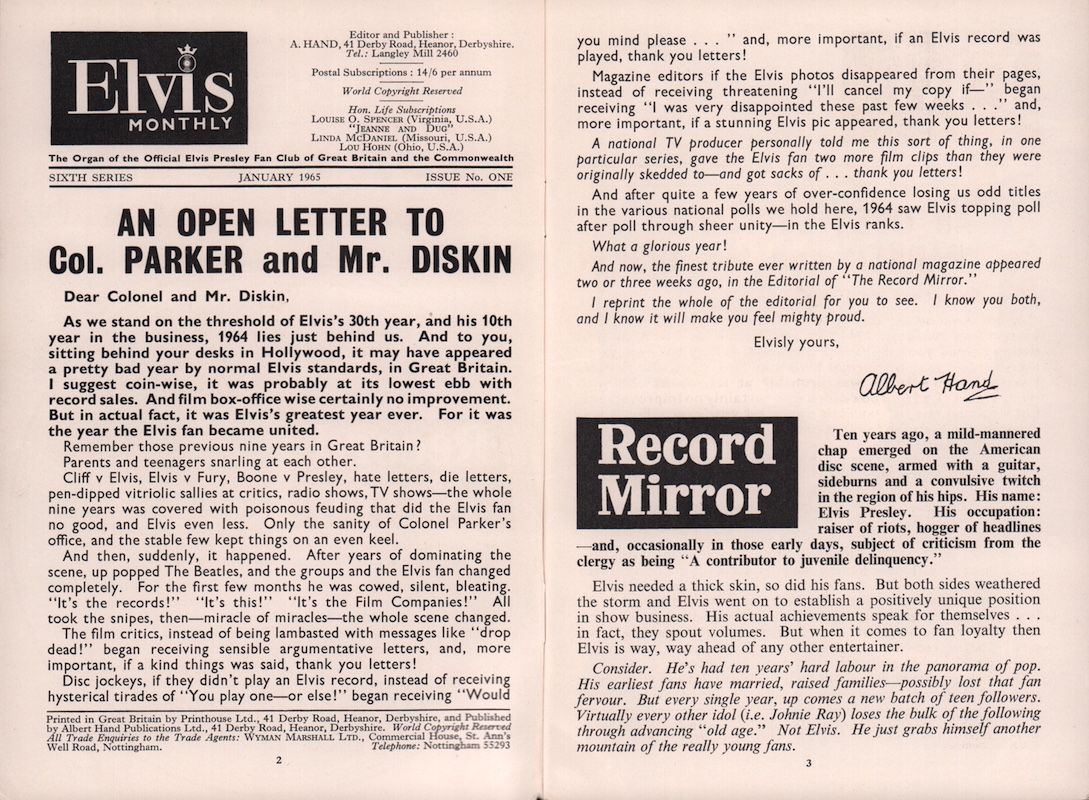 Elvis
MONTHLY
Editor and Publisher :
A. HAND, 41 Derby Road, Heanor, Derbyshire.
Tel.: Langley Mill 2460
Postal Subscriptions : 14/6 per annum
World Copyright Reserved
Hon. Life Subscriptions
LOUISE O. SPENCER (Virginia, U.S.A.)
"JEANNE AND DUG"
LINDA MCDANIEL (Missouri, U.S.A.)
LOU HOHN (Ohio, U.S.A.)
The Organ of the Official Elvis Presley Fan Club of Great Britain and the Commonwealth
SIXTH SERIES JANUARY 1965 ISSUE No. ONE
AN OPEN LETTER TO
Col. PARKER and Mr. DISKIN
Dear Colonel and Mr. Diskin,
As we stand on the threshold of Elvis's 30th year, and his 10th
year in the business, 1964 lies just behind us. And to you,
sitting behind your desks in Hollywood, it may have appeared
a pretty bad year by normal Elvis standards, in Great Britain.
I suggest coin-wise, it was probably at its lowest ebb with
record sales. And film box-office wise certainly no improvement.
But in actual fact, it was Elvis's greatest year ever. For it was
the year the Elvis fan became united.
Remember those previous nine years in Great Britain?
Parents and teenagers snarling at each other.
Cliff v Elvis, Elvis v Fury, Boone v Presley, hate letters, die letters,
pen-dipped vitriolic sallies at critics, radio shows, TV shows—the whole
nine years was covered with poisonous feuding that did the Elvis fan
no good, and Elvis even less. Only the sanity of Colonel Parker's
office, and the stable few kept things on an even keel.
And then, suddenly, it happened. After years of dominating the
scene, up popped The Beatles, and the groups and the Elvis fan changed
completely. For the first few months he was cowed, silent, bleating.
"It's the records!" "It's this!" "It's the Film Companies!" All
took the snipes, then—miracle of miracles—the whole scene changed.
The film critics, instead of being lambasted with messages like "drop
dead!" began receiving sensible argumentative letters, and, more
important, if a kind things was said, thank you letters!
Disc jockeys, if they didn't play an Elvis record, instead of receiving
hysterical tirades of "You play one—or else!" began receiving "Would
Printed in Great Britain by Printhouse Ltd., 41 Derby Road, Heanor, Derbyshire, and Published
by Albert Hand Publications Ltd., 41 Derby Road, Heanor, Derbyshire. World Copyright Reserved
All Trade Enquiries to the Trade Agents: WYMAN MARSHALL LTD., Commercial House, St. Ann's
Well Road, Nottingham. Telephone: Nottingham 55293
2
you mind please . . . " and, more important, if an Elvis record was
played, thank you letters!
Magazine editors if the Elvis photos disappeared from their pages,
instead of receiving threatening "I'll cancel my copy if—" began
receiving "I was very disappointed these past few weeks . . ." and,
more important, if a stunning Elvis pic appeared, thank you letters!
A national TV producer personally told me this sort of thing, in one
particular series, gave the Elvis fan two more film clips than they were
originally skedded to—and got sacks of . . . thank you letters!
And after quite a few years of over-confidence losing us odd titles
in the various national polls we hold here, 1964 saw Elvis topping poll
after poll through sheer unity—in the Elvis ranks.
What a glorious year!
And now, the finest tribute ever written by a national magazine appeared
two or three weeks ago, in the Editorial of "The Record Mirror."
I reprint the whole of the editorial for you to see. I know you both,
and I know it will make you feel mighty proud.
Elvisly yours,
Albert Hand
Record
Mirror
Ten years ago, a mild-mannered
chap emerged on the American
disc scene, armed with a guitar,
sideburns and a convulsive twitch
in the region of his hips. His name:
Elvis Presley. His occupation:
raiser of riots, hogger of headlines
—and, occasionally in those early days, subject of criticism from the
clergy as being "A contributor to juvenile delinquency."
Elvis needed a thick skin, so did his fans. But both sides weathered
the storm and Elvis went on to establish a positively unique position
in show business. His actual achievements speak for themselves . . .
in fact, they spout volumes. But when it comes to fan loyalty then
Elvis is way, way ahead of any other entertainer.
Consider. He's had ten years' hard labour in the panorama of pop.
His earliest fans have married, raised families—possibly lost that fan
fervour. But every single year, up comes a new batch of teen followers.
Virtually every other idol (i.e. Johnie Ray) loses the bulk of the following
through advancing "old age." Not Elvis. He just grabs himself another
mountain of the really young fans.
3